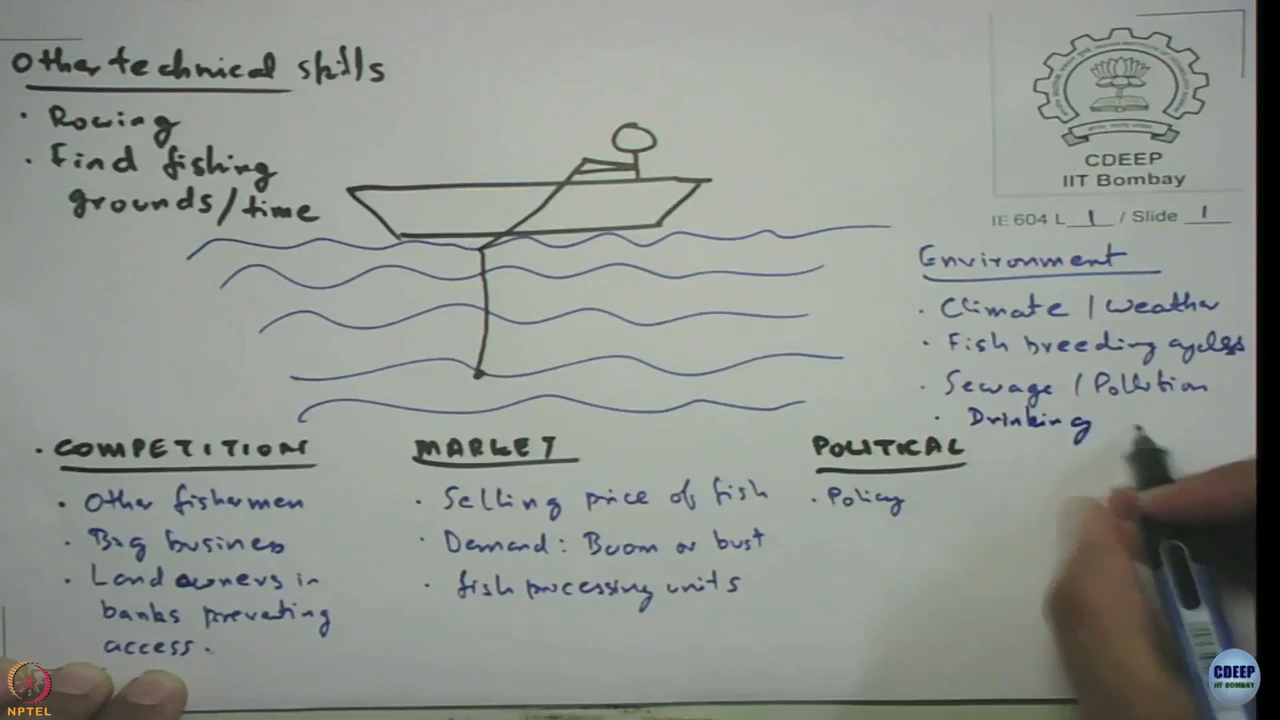 Other technical skills
· Rowing
· Find fishing
grounds/time
CDEEP
IIT Bombay
IE 604 L 1 / Slide 1
Environment
· Climate / Weather
· Fish breeding cycles
· Sewage / Pollution
· Drinking
· COMPETITION
· Other fishermen
· Big business
· Land owners in
banks preventing
access.
MARKET
· Selling price of fish
· Demand: Boom or bust
· fish processing units
POLITICAL
· Policy
NPTEL
CDEEP
IIT BOMBAY